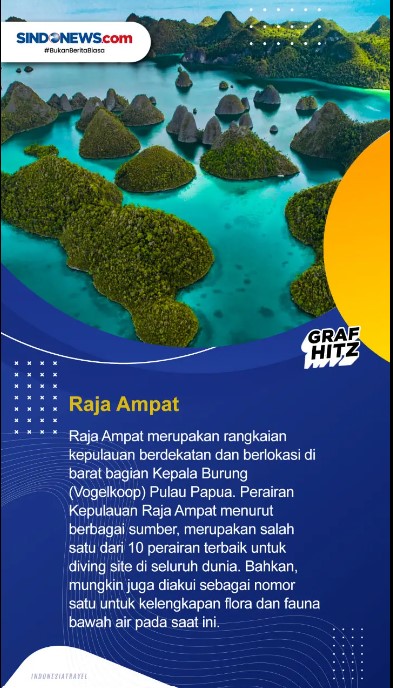 SINDONEWS.com
#BukanBeritaBiasa
GRAF
HITZ
Raja Ampat
Raja Ampat merupakan rangkaian
kepulauan berdekatan dan berlokasi di
barat bagian Kepala Burung
(Vogelkoop) Pulau Papua. Perairan
Kepulauan Raja Ampat menurut
berbagai sumber, merupakan salah
satu dari 10 perairan terbaik untuk
diving site di seluruh dunia. Bahkan,
mungkin juga diakui sebagai nomor
satu untuk kelengkapan flora dan fauna
bawah air pada saat ini.
INDONESIATRAVEL